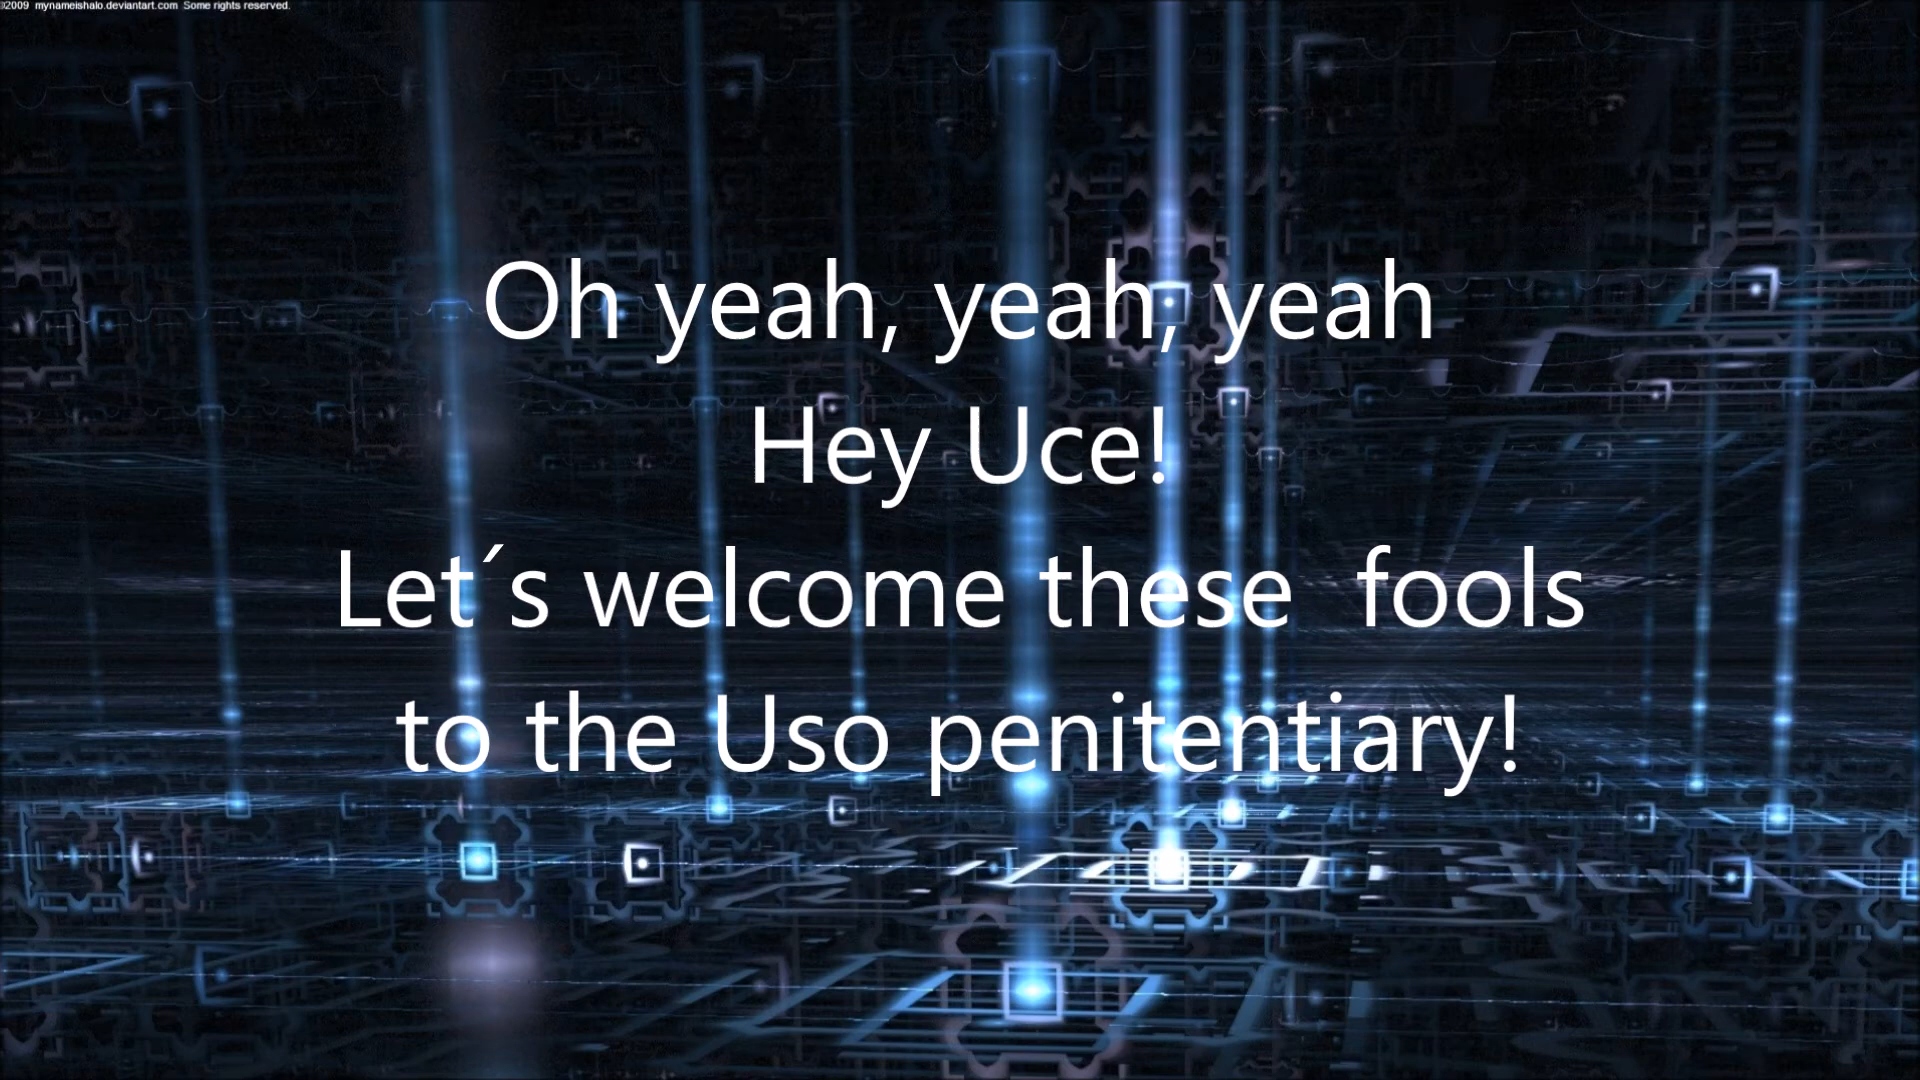 ©2009 mynameishalo.deviantart.com Some rights reserved.
Oh yeah, yeah, yeah
Hey Uce!
Let´s welcome these  fools
to the Uso penitentiary!